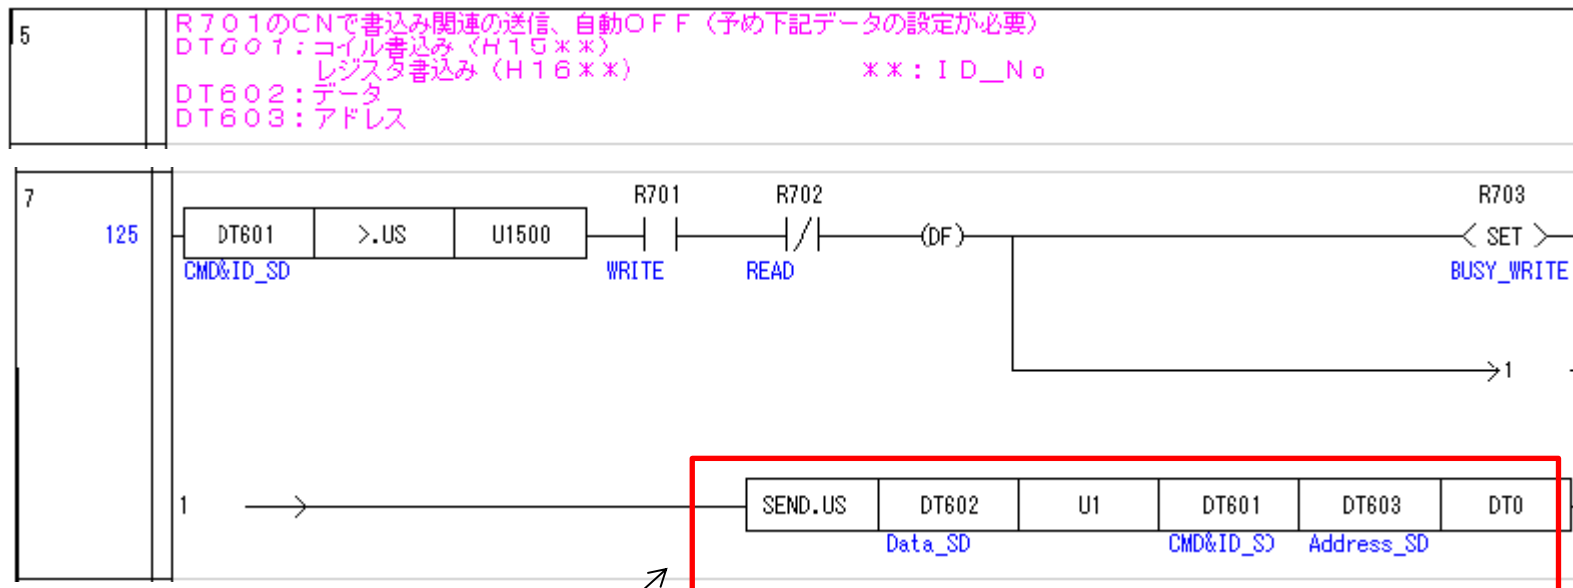 5
R701のCNで書込み関連の送信、自動OFF（予め下記データの設定が必要）
DT601：コイル書込み（H15**）
レジスタ書込み（H16**） **：ID_No
DT602：データ
DT603：アドレス
7
R701 R702 R703
125 DT601 >.US U1500 (DF) < SET >
CMD&ID_SD WRITE READ BUSY_WRITE
1
1 SEND.US DT602 U1 DT601 DT603 DT0
Data_SD CMD&ID_SD Address_SD